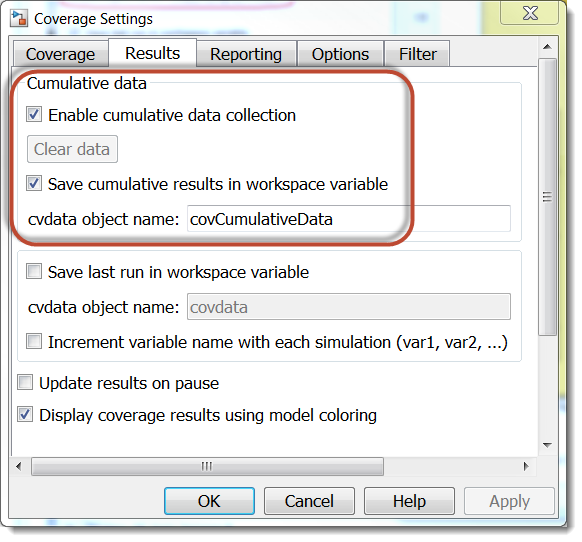 Coverage Settings
Coverage Results Reporting Options Filter
Cumulative data
Enable cumulative data collection
Clear data
Save cumulative results in workspace variable
cvdata object name: covCumulativeData
Save last run in workspace variable
cvdata object name: covdata
Increment variable name with each simulation (var1, var2, ...)
Update results on pause
Display coverage results using model coloring
OK Cancel Help Apply